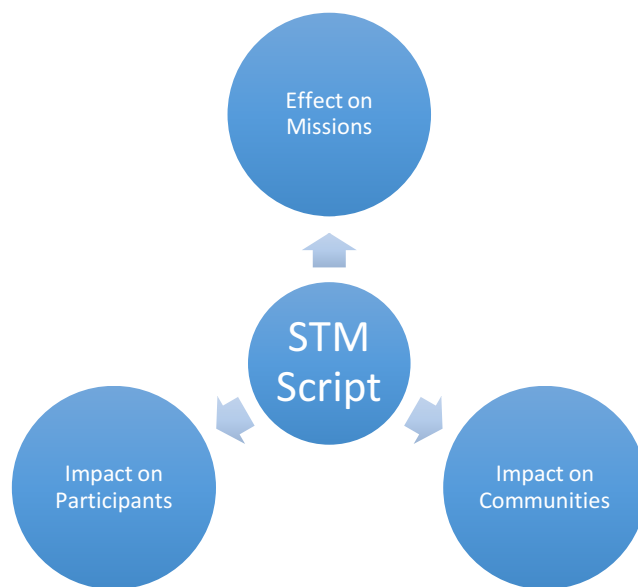 Effect on
Missions
STM
Script
Impact on
Participants
Impact on
Communities